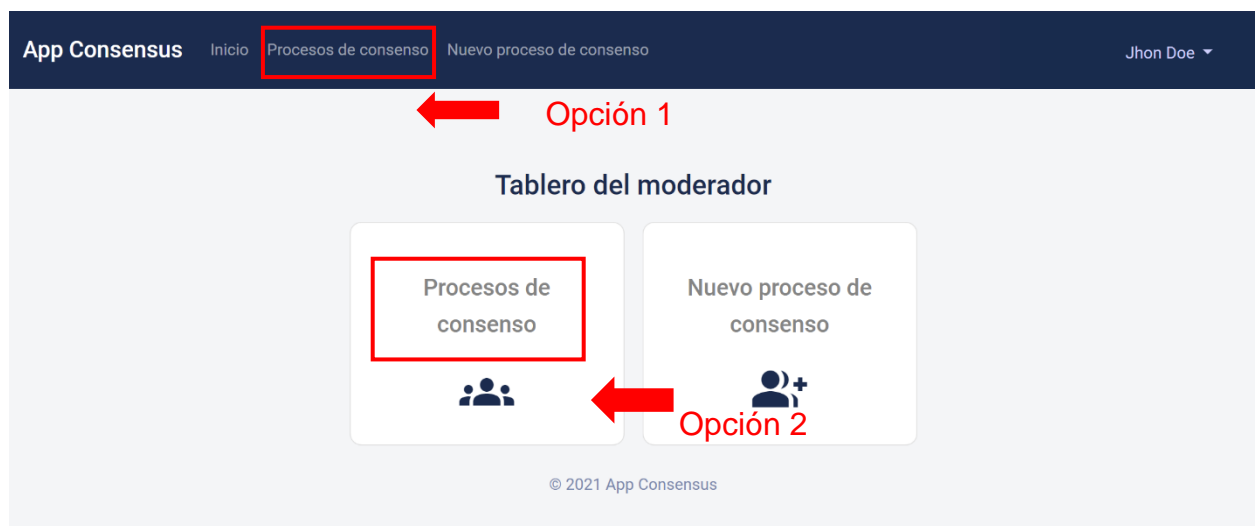 App Consensus Inicio Procesos de consenso Nuevo proceso de consenso Jhon Doe
Opción 1
Tablero del moderador
Procesos de
consenso
Nuevo proceso de
consenso
Opción 2
© 2021 App Consensus